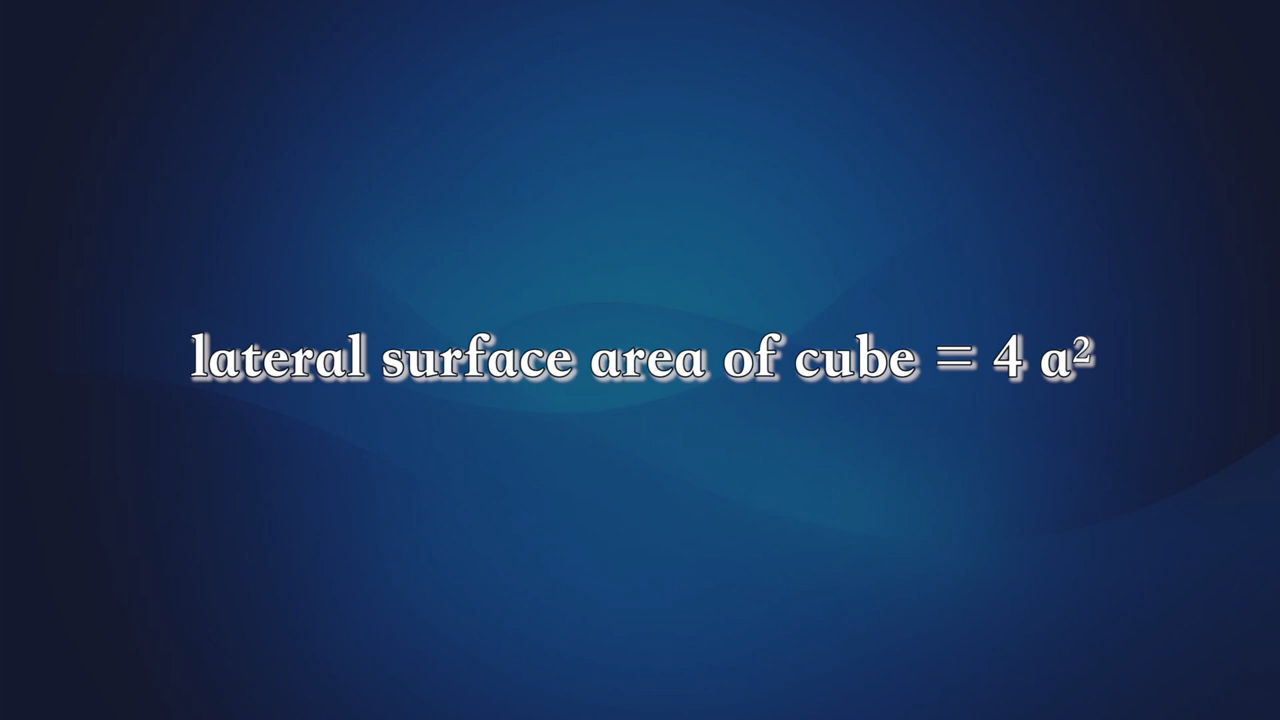 lateral surface area of cube = 4 a²